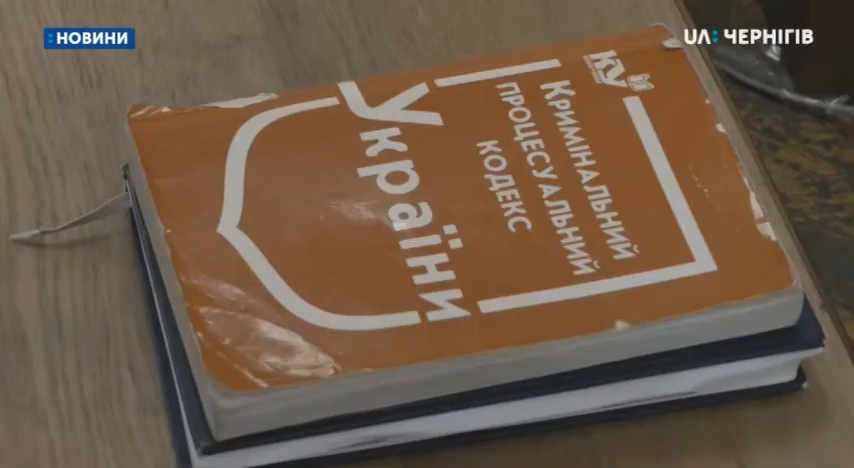 :НОВИНИ
UA: ЧЕРНІГІВ
КУ
Кримінальний
процесуальний
кодекс
України